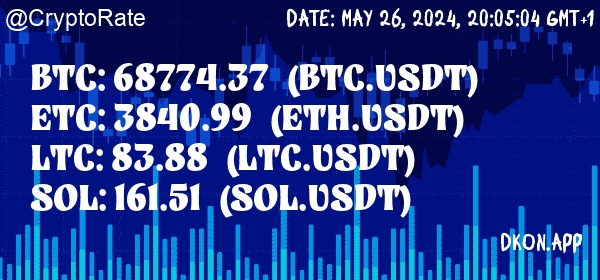 @CryptoRate
DATE: MAY 26, 2024, 20:05:04 GMT+1
BTC: 68774.37 (BTC.USDT)
ETC: 3840.99 (ETH.USDT)
LTC: 83.88 (LTC.USDT)
SOL: 161.51 (SOL.USDT)
DKON.APP